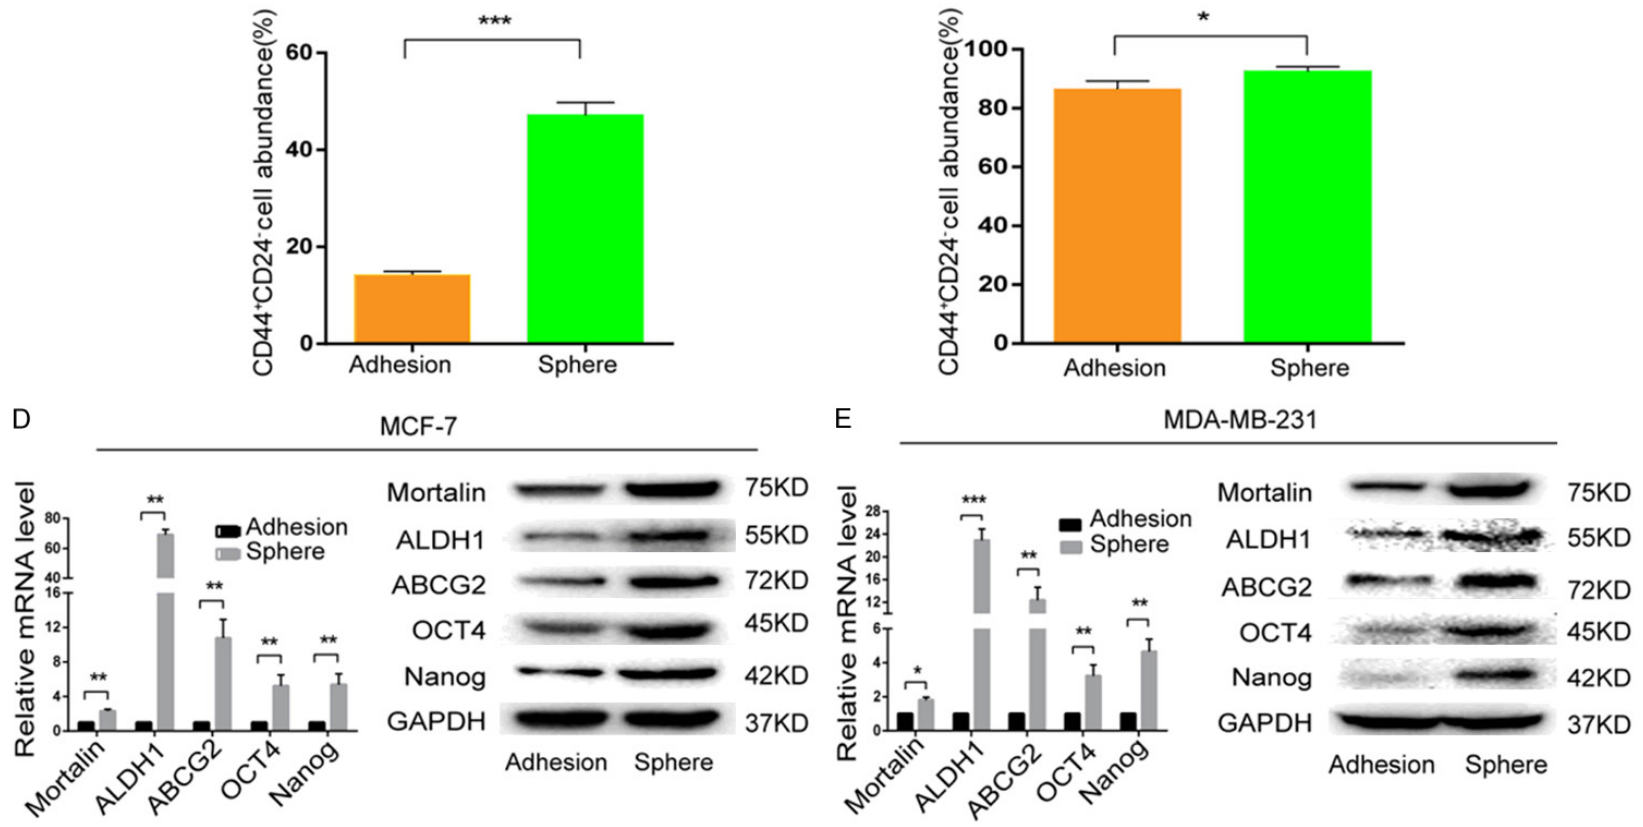 ***
CD44+CD24-cell abundance(%)
60
40
20
0
Adhesion Sphere
*
CD44+CD24-cell abundance(%)
100
80
60
40
20
0
Adhesion Sphere
D
MCF-7
Relative mRNA level
80
60
40
16
12
8
4
0
**
**
**
**
**
Adhesion
Sphere
Mortalin
ALDH1
ABCG2
OCT4
Nanog
Mortalin 75KD
ALDH1 55KD
ABCG2 72KD
OCT4 45KD
Nanog 42KD
GAPDH 37KD
Adhesion Sphere
E
MDA-MB-231
Relative mRNA level
28
24
20
16
12
6
4
2
0
*
***
**
**
**
Adhesion
Sphere
Mortalin
ALDH1
ABCG2
OCT4
Nanog
Mortalin 75KD
ALDH1 55KD
ABCG2 72KD
OCT4 45KD
Nanog 42KD
GAPDH 37KD
Adhesion Sphere